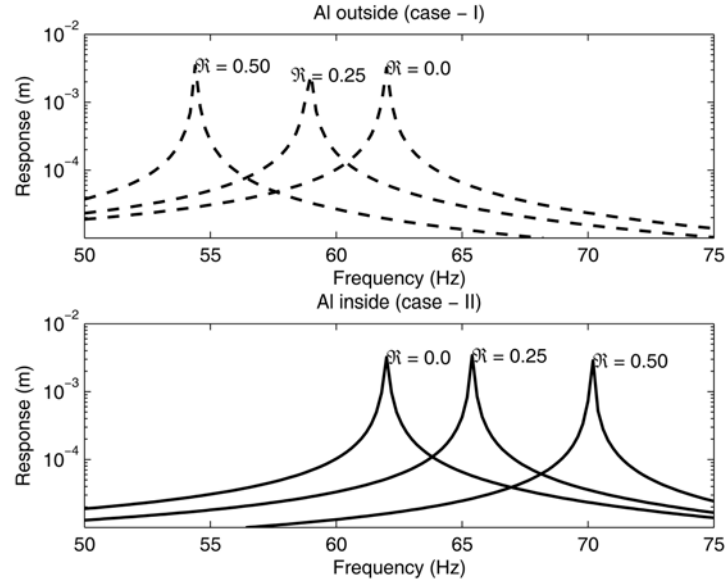 Al outside (case – I)
10⁻²
ℜ = 0.50
ℜ = 0.25
ℜ = 0.0
10⁻³
10⁻⁴
Response (m)
50 55 60 65 70 75
Frequency (Hz)
Al inside (case – II)
10⁻²
ℜ = 0.0
ℜ = 0.25
ℜ = 0.50
10⁻³
10⁻⁴
Response (m)
50 55 60 65 70 75
Frequency (Hz)